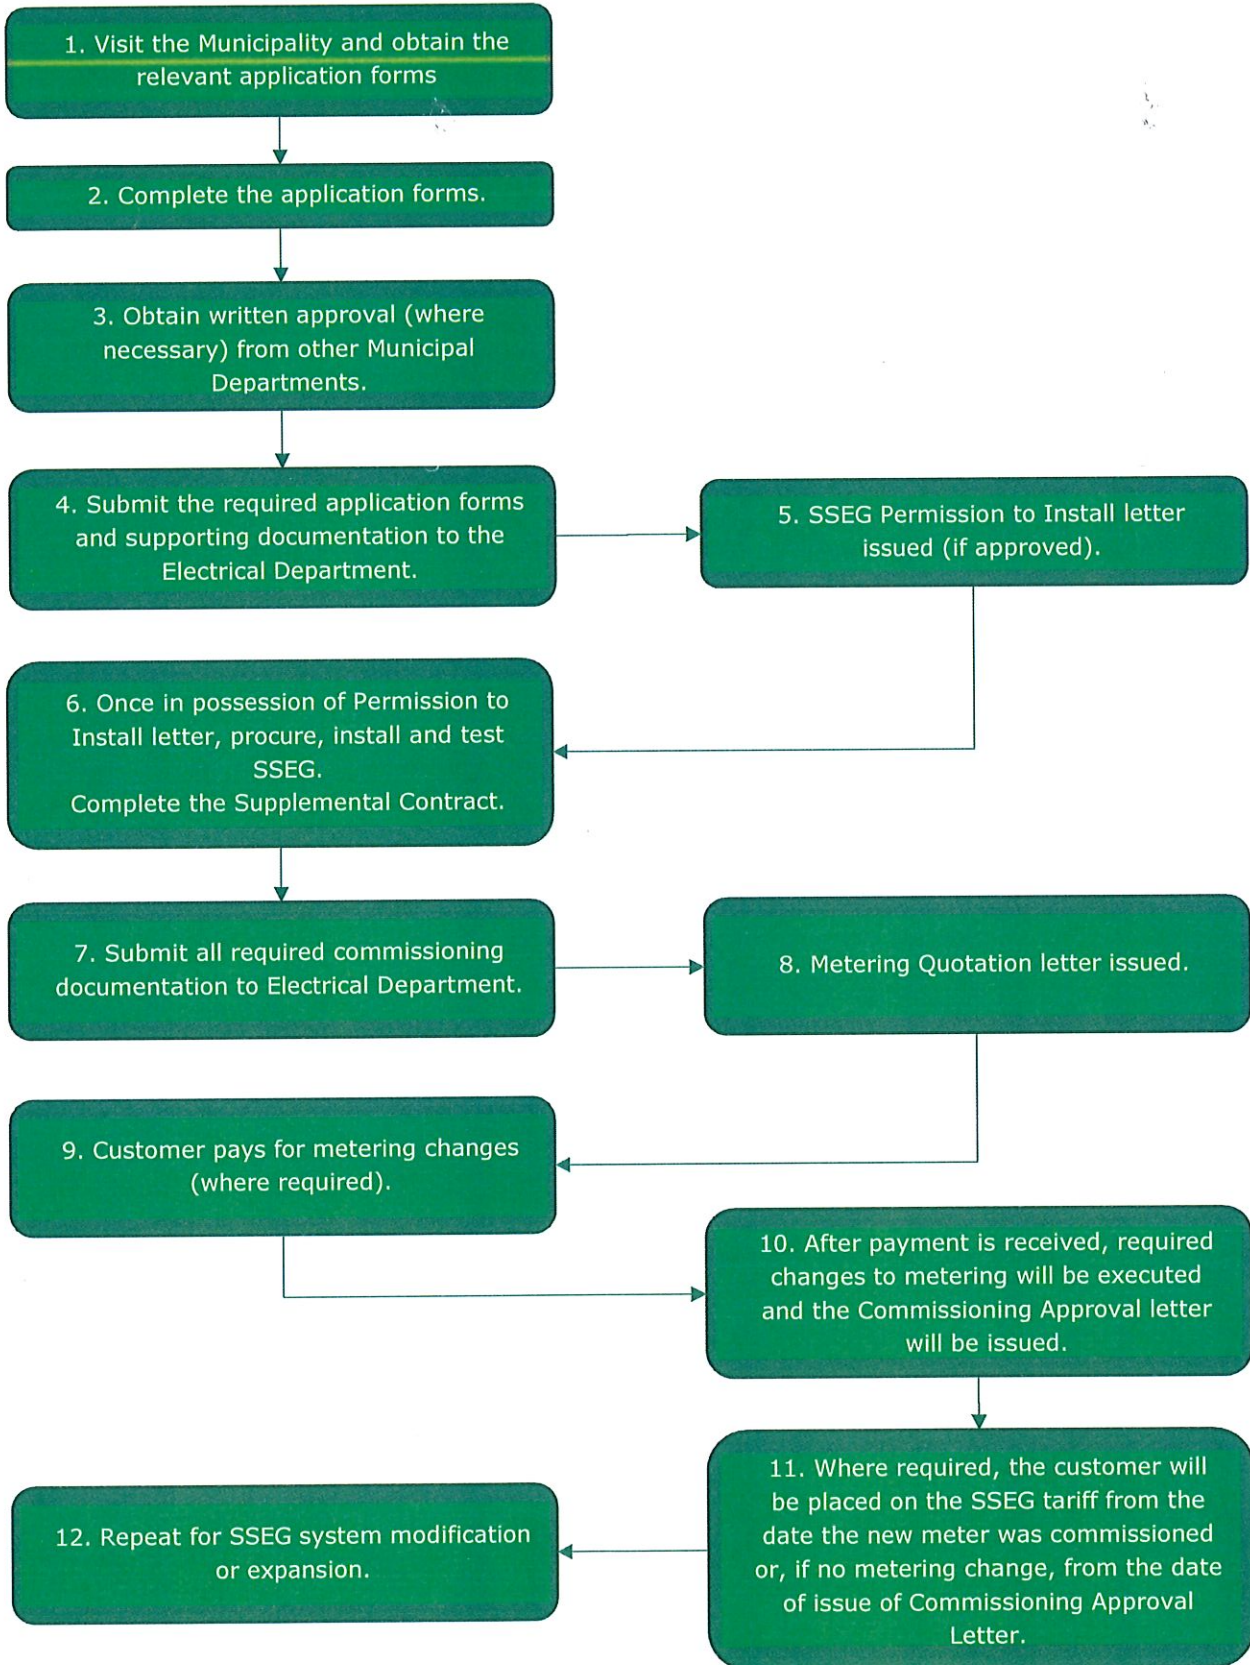 1. Visit the Municipality and obtain the
relevant application forms
2. Complete the application forms.
3. Obtain written approval (where
necessary) from other Municipal
Departments.
4. Submit the required application forms
and supporting documentation to the
Electrical Department.
5. SSEG Permission to Install letter
issued (if approved).
6. Once in possession of Permission to
Install letter, procure, install and test
SSEG.
Complete the Supplemental Contract.
7. Submit all required commissioning
documentation to Electrical Department.
8. Metering Quotation letter issued.
9. Customer pays for metering changes
(where required).
10. After payment is received, required
changes to metering will be executed
and the Commissioning Approval letter
will be issued.
11. Where required, the customer will
be placed on the SSEG tariff from the
date the new meter was commissioned
or, if no metering change, from the date
of issue of Commissioning Approval
Letter.
12. Repeat for SSEG system modification
or expansion.